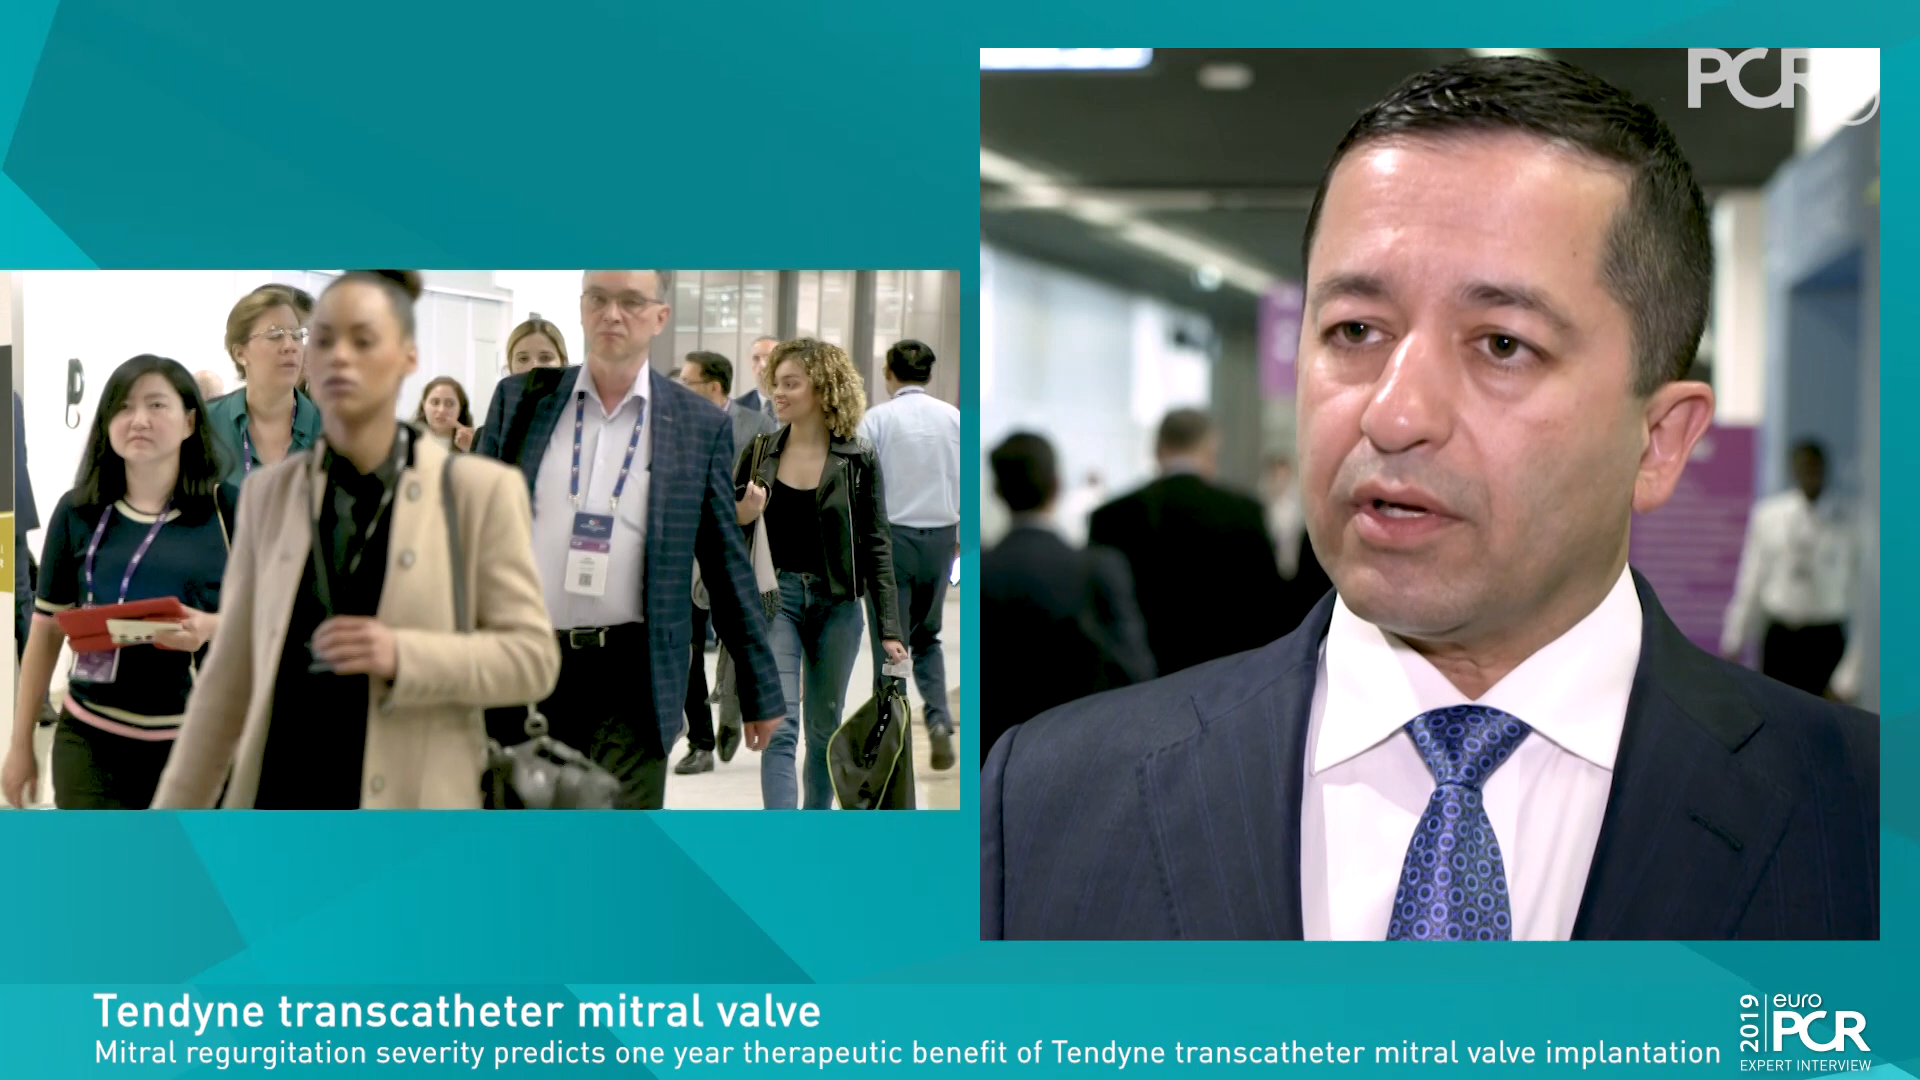 PCR
Tendyne transcatheter mitral valve
Mitral regurgitation severity predicts one year therapeutic benefit of Tendyne transcatheter mitral valve implantation
2019
euro
PCR
EXPERT INTERVIEW